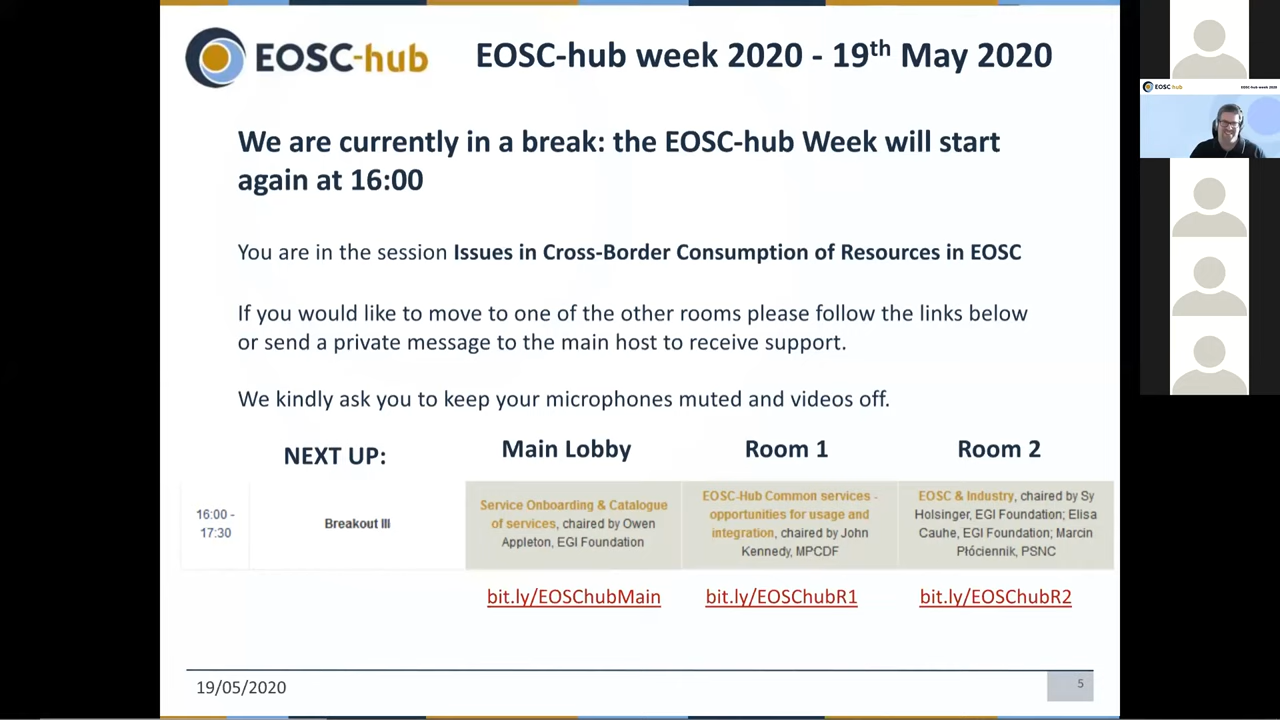 EOSC-hub
EOSC-hub week 2020 - 19th May 2020
We are currently in a break: the EOSC-hub Week will start
again at 16:00
You are in the session Issues in Cross-Border Consumption of Resources in EOSC
If you would like to move to one of the other rooms please follow the links below
or send a private message to the main host to receive support.
We kindly ask you to keep your microphones muted and videos off.
NEXT UP:
Main Lobby
Room 1
Room 2
16:00 -
17:30
Breakout III
Service Onboarding & Catalogue
of services, chaired by Owen
Appleton, EGI Foundation
EOSC-Hub Common services -
opportunities for usage and
integration, chaired by John
Kennedy, MPCDF
EOSC & Industry, chaired by Sy
Holsinger, EGI Foundation; Elisa
Cauhe, EGI Foundation; Marcin
Płóciennik, PSNC
bit.ly/EOSChubMain
bit.ly/EOSChubR1
bit.ly/EOSChubR2
19/05/2020
5
EOSC-hub
EOSC-hub week 2020